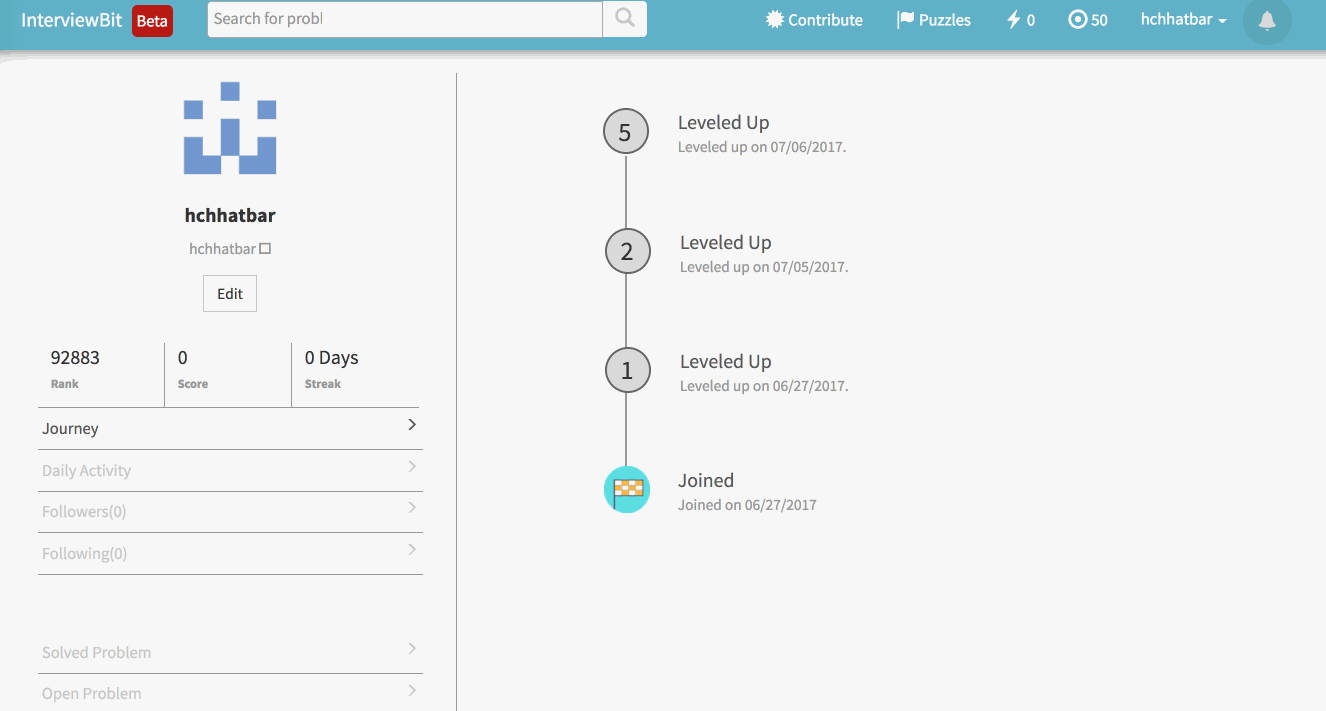 InterviewBit Beta Search for probl Contribute Puzzles 0 50 hchhatbar
hchhatbar
hchhatbar
Edit
92883 0 0 Days
Rank Score Streak
Journey
Daily Activity
Followers(0)
Following(0)
Solved Problem
Open Problem
5 Leveled Up
Leveled up on 07/06/2017.
2 Leveled Up
Leveled up on 07/05/2017.
1 Leveled Up
Leveled up on 06/27/2017.
Joined
Joined on 06/27/2017